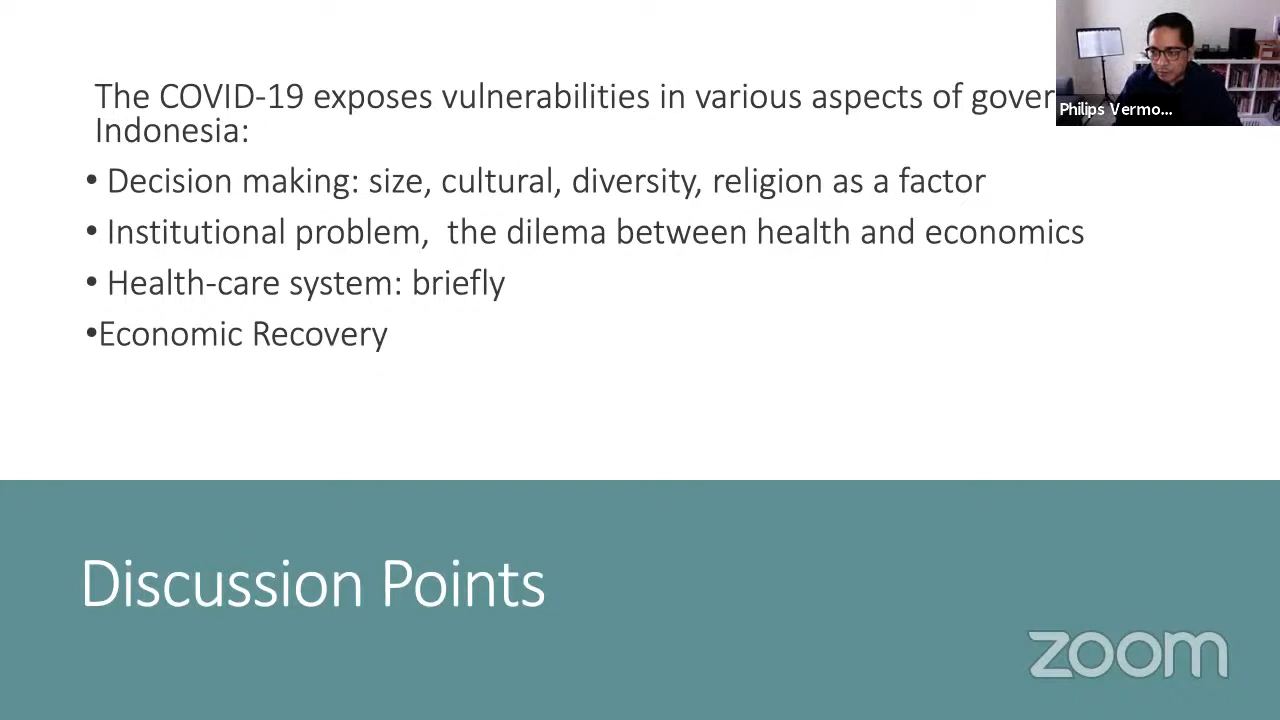 The COVID-19 exposes vulnerabilities in various aspects of gover
Indonesia:
• Decision making: size, cultural, diversity, religion as a factor
• Institutional problem,  the dilema between health and economics
• Health-care system: briefly
•Economic Recovery
Philips Vermo...
Discussion Points
zoom